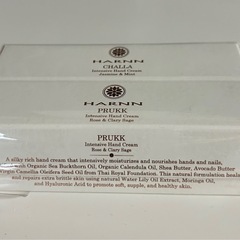 HARNN
CHALLA
Intensive Hand Cream
Jasmine & Mint
HARNN
PRUKK
Intensive Hand Cream
Rose & Clary Sage
PRUKK
Intensive Hand Cream
Rose & Clary Sage
A silky rich hand cream that intensively moisturizes and nourishes hands and nails,
with Organic Sea Buckthorn Oil, Organic Calendula Oil, Shea Butter, Avocado Butter
Virgin Camellia Oleifera Seed Oil from Thai Royal Foundation. This natural formulation heals
and repairs extra brittle skin using natural Water Lily Oil Extract, Moringa Oil,
and Hyaluronic Acid to promote soft, supple, and healthy skin.